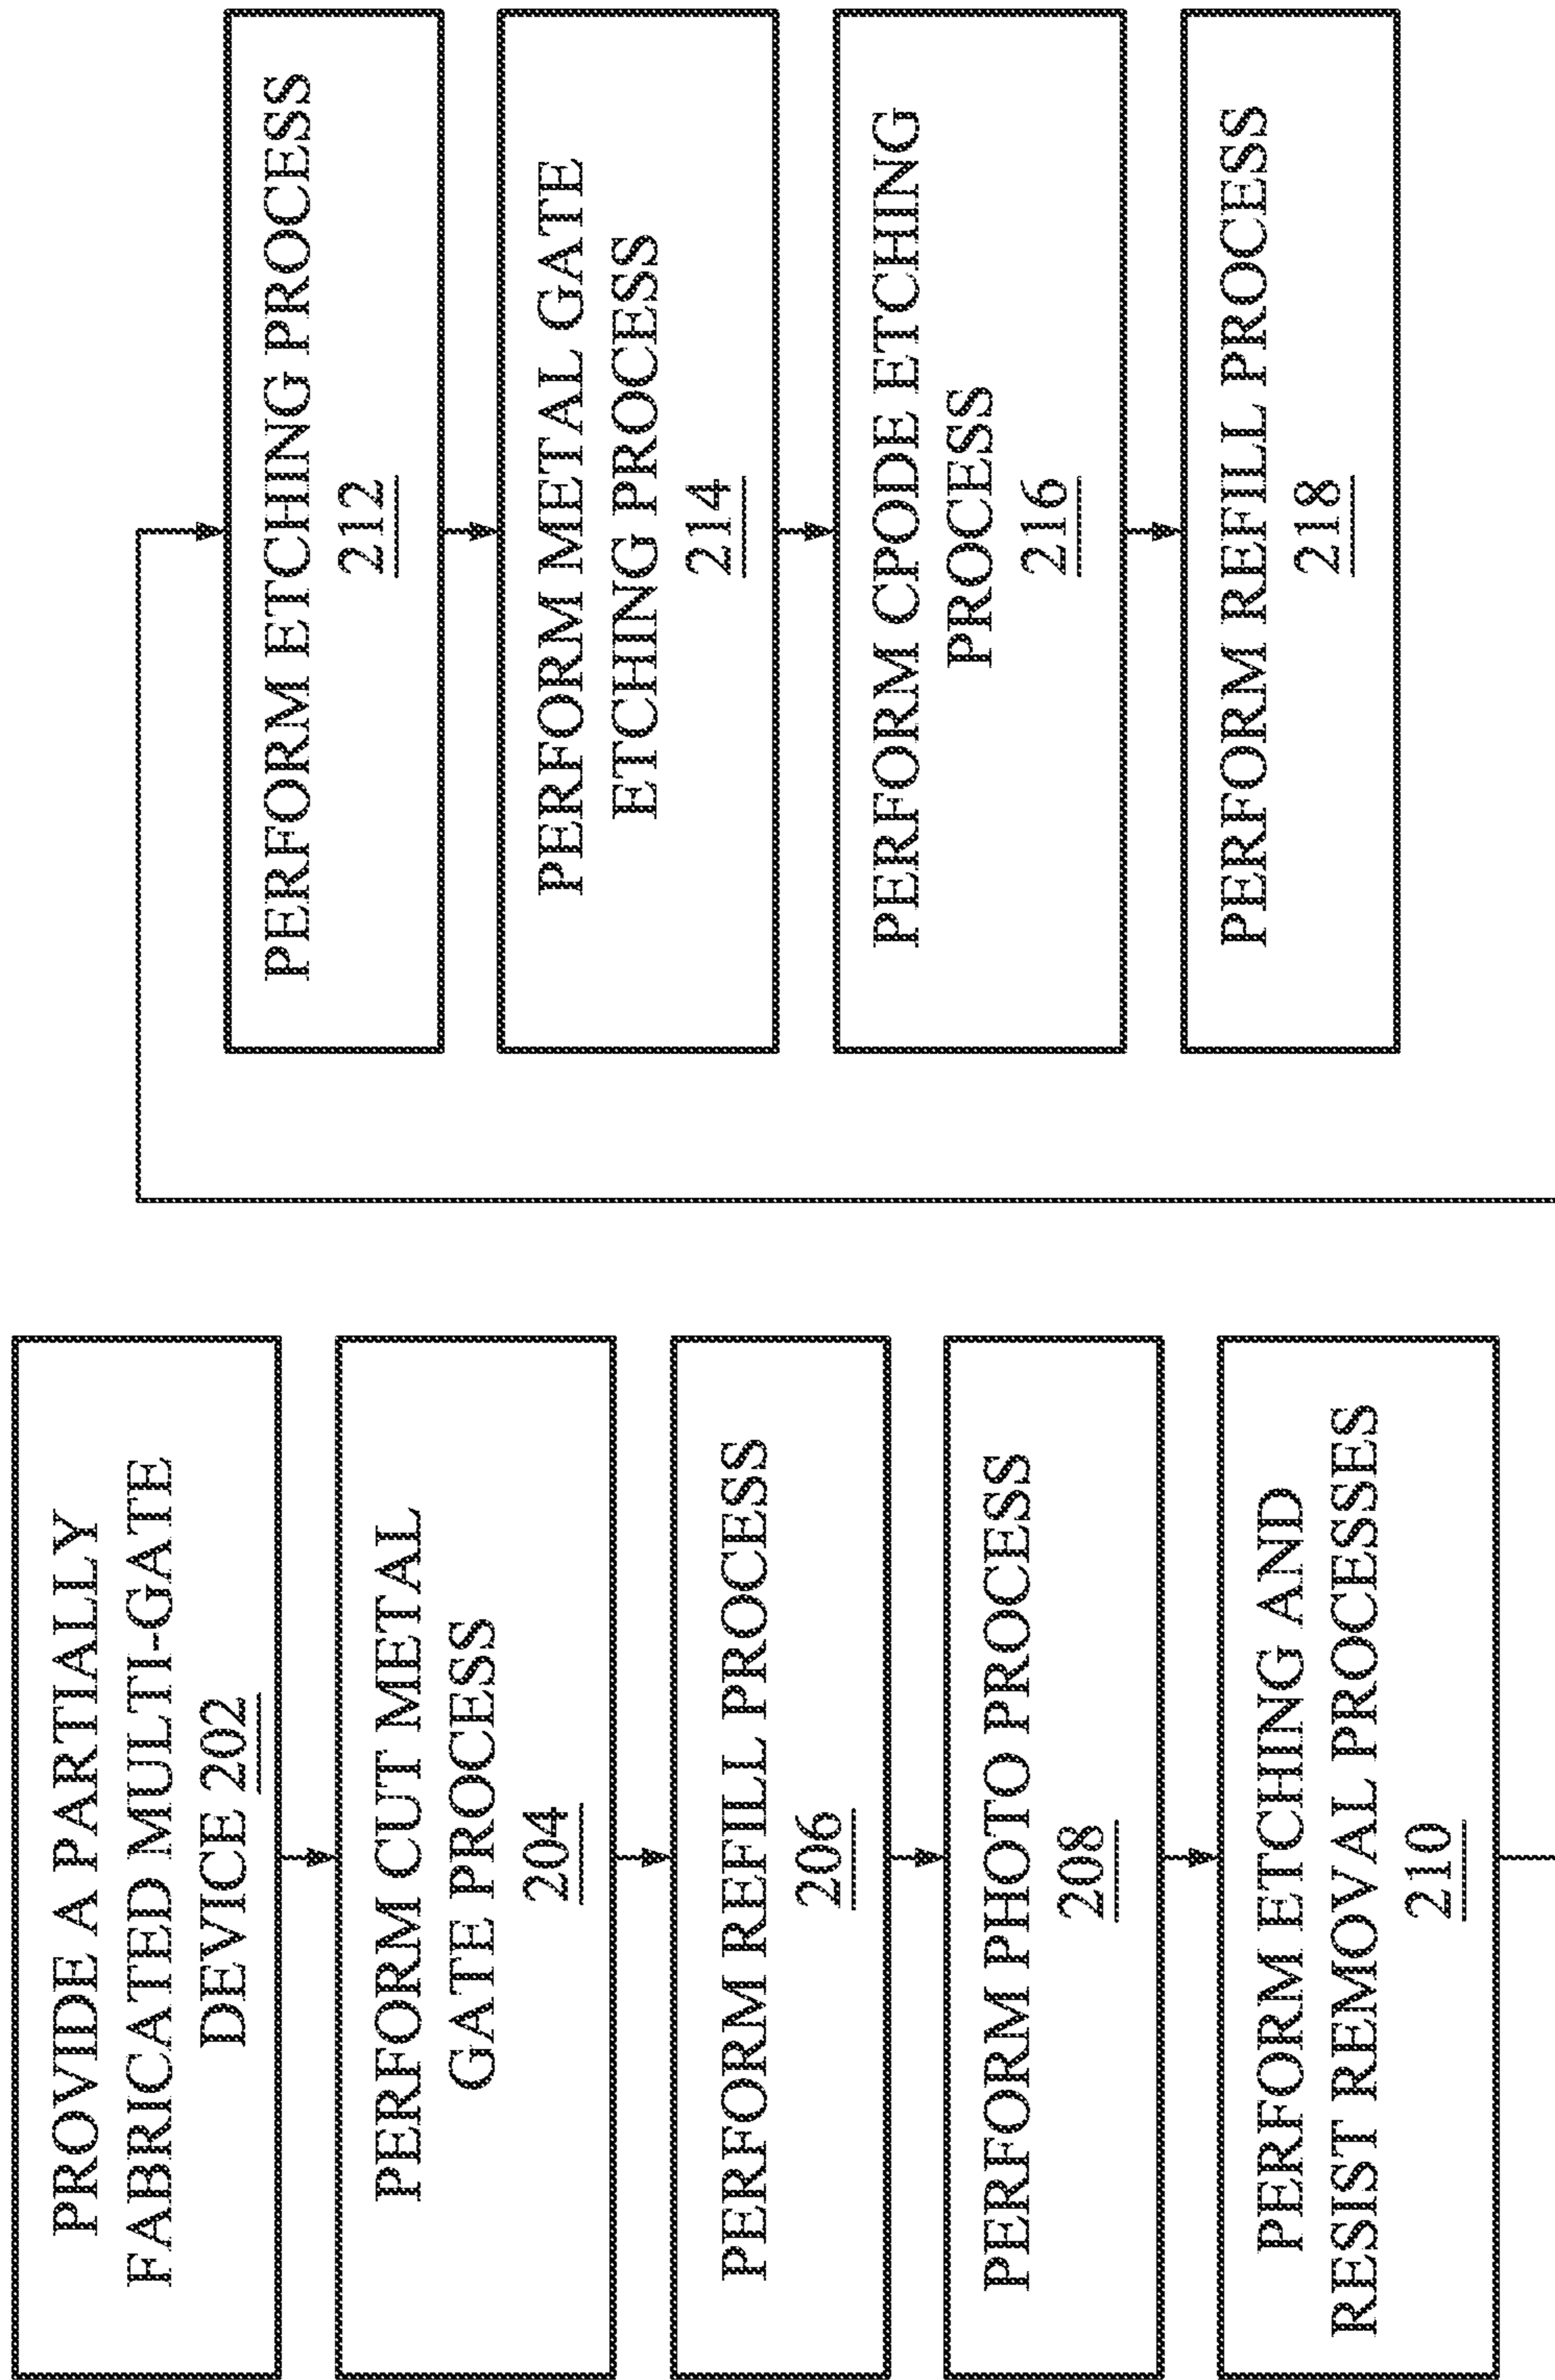 PROVIDE A PARTIALLY
FABRICATED MULTI-GATE
DEVICE 202
PERFORM CUT METAL
GATE PROCESS
204
PERFORM REFILL PROCESS
206
PERFORM PHOTO PROCESS
208
PERFORM ETCHING AND
RESIST REMOVAL PROCESSES
210
PERFORM ETCHING PROCESS
212
PERFORM METAL GATE
ETCHING PROCESS
214
PERFORM CPODE ETCHING
PROCESS
216
PERFORM REFILL PROCESS
218